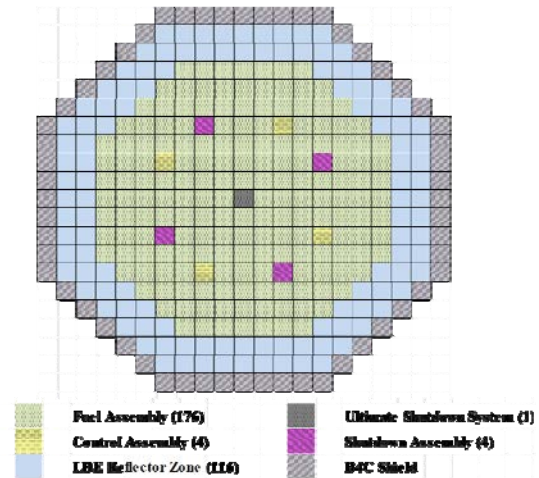 Fuel Assembly (176)
Ultimate Shutdown System (1)
Control Assembly (4)
Shutdown Assembly (4)
LBE Reflector Zone (116)
B4C Shield